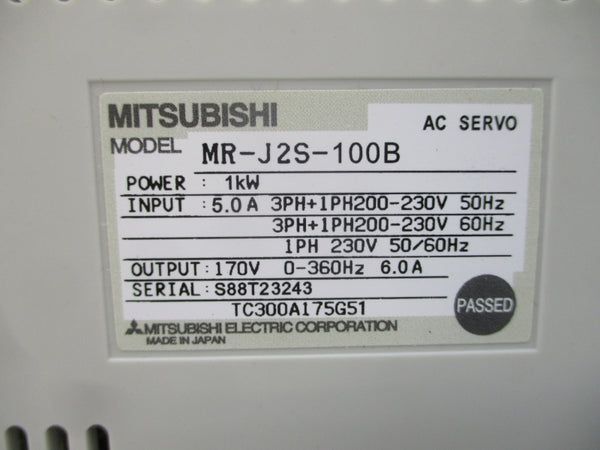 MITSUBISHI
AC SERVO
MODEL MR-J2S-100B
POWER : 1kW
INPUT : 5.0A 3PH+1PH200-230V 50Hz
3PH+1PH200-230V 60Hz
1PH 230V 50/60Hz
OUTPUT : 170V 0-360Hz 6.0A
SERIAL : S88T23243
TC300A175G51
PASSED
MITSUBISHI ELECTRIC CORPORATION
MADE IN JAPAN